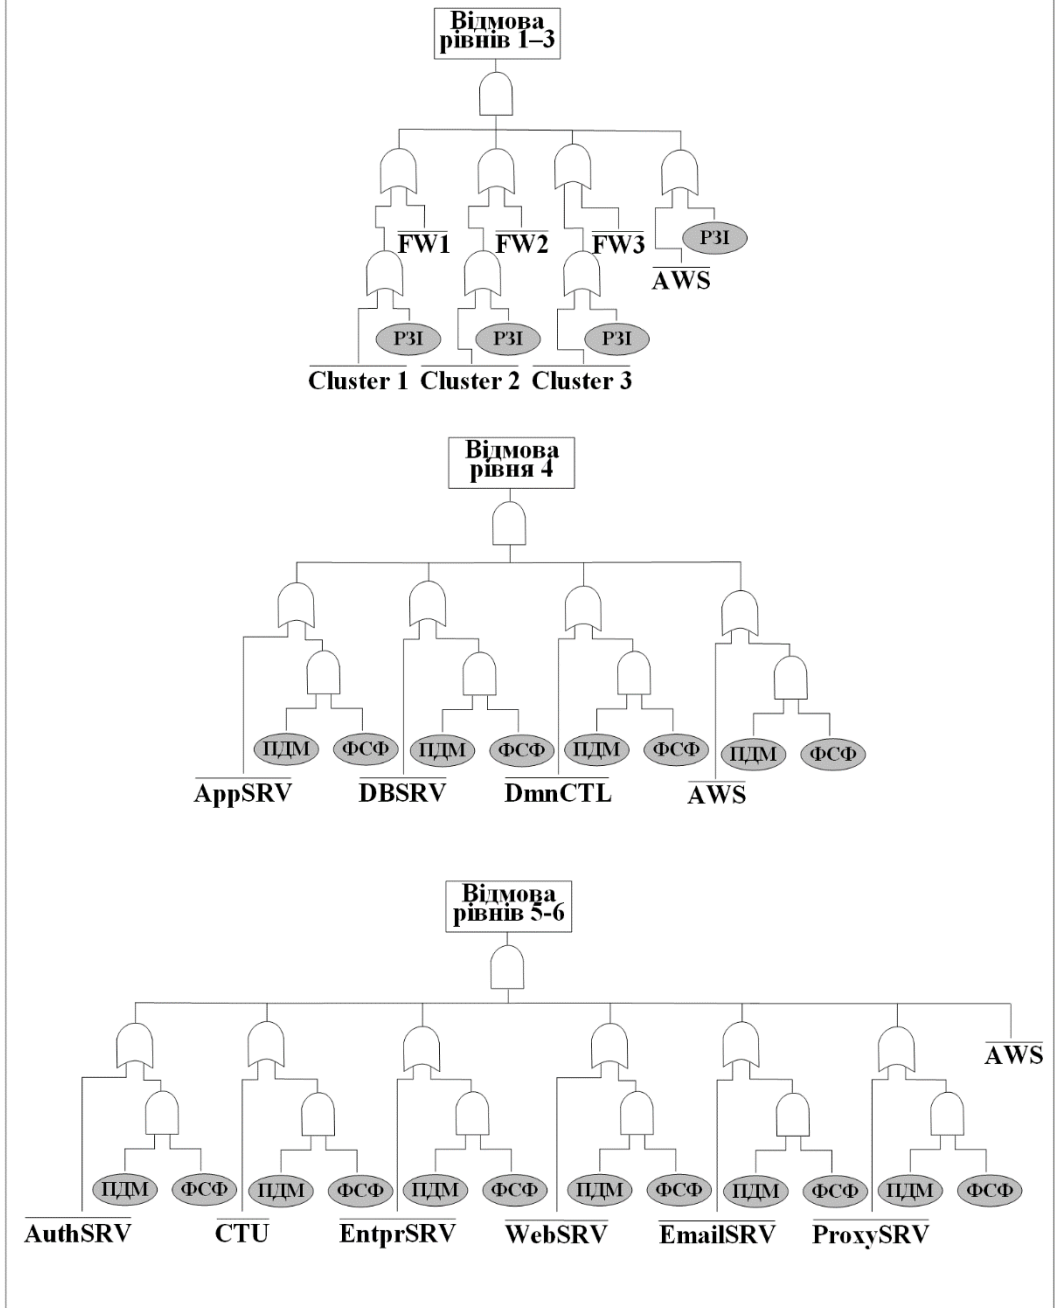 Відмова
рівнів 1–3
FW1 FW2 FW3 РЗІ
AWS
РЗІ РЗІ РЗІ
Cluster 1 Cluster 2 Cluster 3
Відмова
рівня 4
ПДМ ФСФ ПДМ ФСФ ПДМ ФСФ ПДМ ФСФ
AppSRV DBSRV DmnCTL AWS
Відмова
рівнів 5-6
AWS
ПДМ ФСФ ПДМ ФСФ ПДМ ФСФ ПДМ ФСФ ПДМ ФСФ ПДМ ФСФ
AuthSRV CTU EntprSRV WebSRV EmailSRV ProxySRV